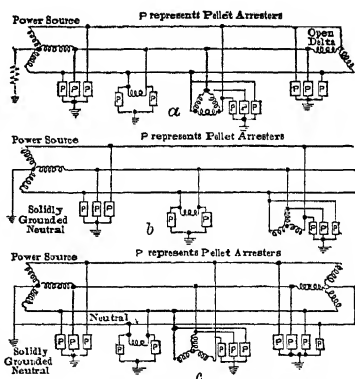 P represents Pellet Arresters
Power Source
Open
Delta
P P P
P P
P P P
P P P
a
P represents Pellet Arresters
Power Source
Solidly
Grounded
Neutral
P P P
b
P P
P P P
P represents Pellet Arresters
Power Source
Neutral
Solidly
Grounded
Neutral
P P P
P P
P P P
P P P P
c